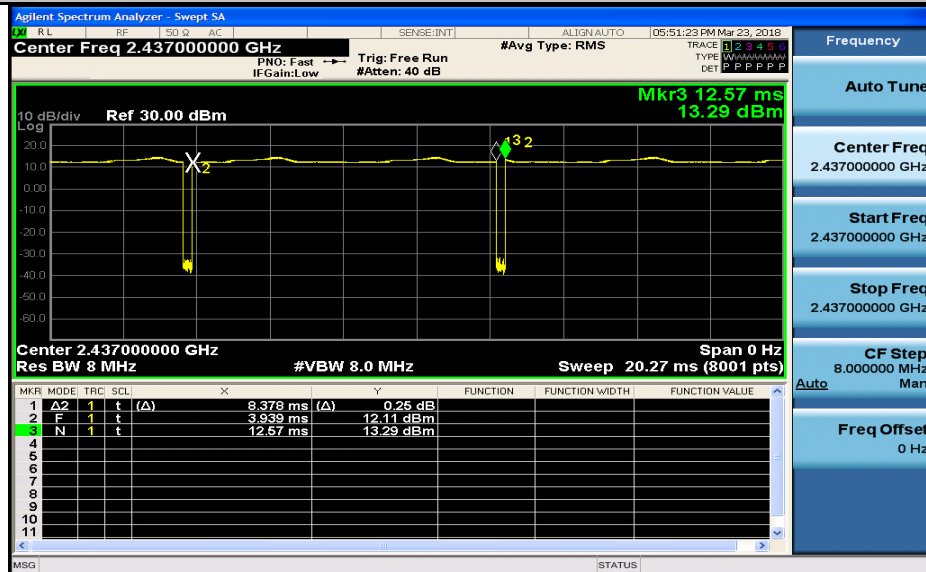 Agilent Spectrum Analyzer - Swept SA
LXI RL RF 50 Ω AC SENSE:INT ALIGN AUTO 05:51:23 PM Mar 23, 2018
Center Freq 2.437000000 GHz
PNO: Fast
IFGain:Low
Trig: Free Run
#Atten: 40 dB
#Avg Type: RMS
TRACE 1 2 3 4 5 6
TYPE W
DET P P P P P P
Mkr3 12.57 ms
13.29 dBm
10 dB/div Ref 30.00 dBm
Log
20.0
10.0
0.00
-10.0
-20.0
-30.0
-40.0
-50.0
-60.0
X2
132
Center 2.437000000 GHz Span 0 Hz
Res BW 8 MHz #VBW 8.0 MHz Sweep 20.27 ms (8001 pts)
MKR MODE TRC SCL X Y FUNCTION FUNCTION WIDTH FUNCTION VALUE
1 Δ2 1 t (Δ) 8.378 ms (Δ) 0.25 dB
2 F 1 t 3.939 ms 12.11 dBm
3 N 1 t 12.57 ms 13.29 dBm
4
5
6
7
8
9
10
11
MSG STATUS
Frequency
Auto Tune
Center Freq
2.437000000 GHz
Start Freq
2.437000000 GHz
Stop Freq
2.437000000 GHz
CF Step
8.000000 MHz
Auto Man
Freq Offset
0 Hz